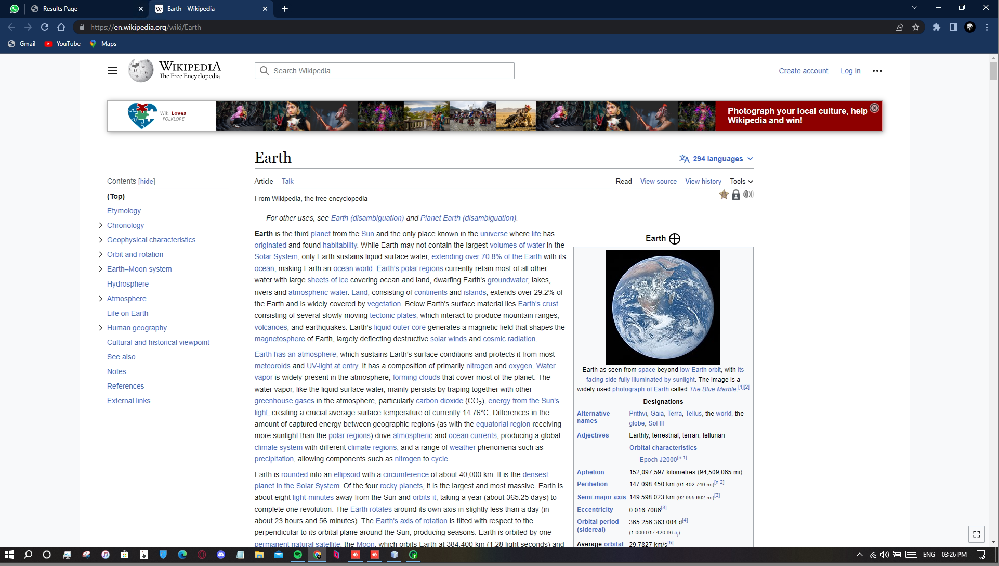 Results Page
Earth - Wikipedia
https://en.wikipedia.org/wiki/Earth
Gmail
YouTube
Maps
WIKIPEDIA
The Free Encyclopedia
Search Wikipedia
Create account
Log in
Wiki Loves
FOLKLORE
Photograph your local culture, help
Wikipedia and win!
Earth
294 languages
Contents [hide]
(Top)
Etymology
Chronology
Geophysical characteristics
Orbit and rotation
Earth–Moon system
Hydrosphere
Atmosphere
Life on Earth
Human geography
Cultural and historical viewpoint
See also
Notes
References
External links
Article Talk
Read View source View history Tools
From Wikipedia, the free encyclopedia
For other uses, see Earth (disambiguation) and Planet Earth (disambiguation).
Earth is the third planet from the Sun and the only place known in the universe where life has
originated and found habitability. While Earth may not contain the largest volumes of water in the
Solar System, only Earth sustains liquid surface water, extending over 70.8% of the Earth with its
ocean, making Earth an ocean world. Earth's polar regions currently retain most of all other
water with large sheets of ice covering ocean and land, dwarfing Earth's groundwater, lakes,
rivers and atmospheric water. Land, consisting of continents and islands, extends over 29.2% of
the Earth and is widely covered by vegetation. Below Earth's surface material lies Earth's crust
consisting of several slowly moving tectonic plates, which interact to produce mountain ranges,
volcanoes, and earthquakes. Earth's liquid outer core generates a magnetic field that shapes the
magnetosphere of Earth, largely deflecting destructive solar winds and cosmic radiation.
Earth has an atmosphere, which sustains Earth's surface conditions and protects it from most
meteoroids and UV-light at entry. It has a composition of primarily nitrogen and oxygen. Water
vapor is widely present in the atmosphere, forming clouds that cover most of the planet. The
water vapor, like the liquid surface water, mainly persists by traping together with other
greenhouse gases in the atmosphere, particularly carbon dioxide (CO2), energy from the Sun's
light, creating a crucial average surface temperature of currently 14.76°C. Differences in the
amount of captured energy between geographic regions (as with the equatorial region receiving
more sunlight than the polar regions) drive atmospheric and ocean currents, producing a global
climate system with different climate regions, and a range of weather phenomena such as
precipitation, allowing components such as nitrogen to cycle.
Earth is rounded into an ellipsoid with a circumference of about 40,000 km. It is the densest
planet in the Solar System. Of the four rocky planets, it is the largest and most massive. Earth is
about eight light-minutes away from the Sun and orbits it, taking a year (about 365.25 days) to
complete one revolution. The Earth rotates around its own axis in slightly less than a day (in
about 23 hours and 56 minutes). The Earth's axis of rotation is tilted with respect to the
perpendicular to its orbital plane around the Sun, producing seasons. Earth is orbited by one
permanent natural satellite, the Moon, which orbits Earth at 384,400 km (1.28 light seconds) and
Earth
Earth as seen from space beyond low Earth orbit, with its
facing side fully illuminated by sunlight. The image is a
widely used photograph of Earth called The Blue Marble.[1][2]
Designations
Alternative names Prithvi, Gaia, Terra, Tellus, the world, the
globe, Sol III
Adjectives Earthly, terrestrial, terran, tellurian
Orbital characteristics
Epoch J2000[n 1]
Aphelion 152,097,597 kilometres (94,509,065 mi)
Perihelion 147 098 450 km (91 402 740 mi)[n 2]
Semi-major axis 149 598 023 km (92 955 902 mi)[3]
Eccentricity 0.016 7086[3]
Orbital period (sidereal) 365.256 363 004 d[4]
(1.000 017 420 96 aj)
Average orbital 29.7827 km/s[5]
ENG 03:26 PM